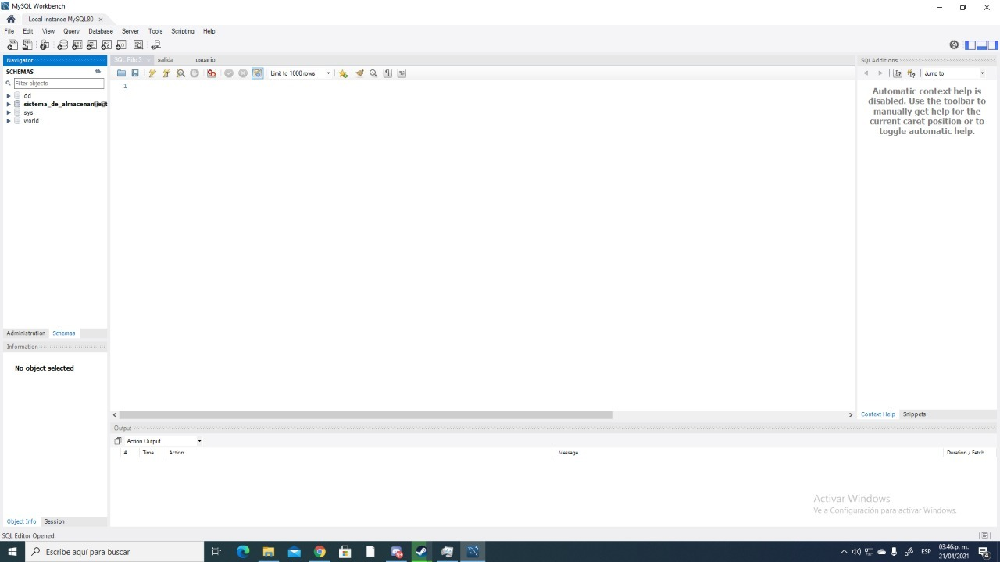 MySQL Workbench
Local instance MySQL80
File Edit View Query Database Server Tools Scripting Help
Navigator
SCHEMAS
Filter objects
dd
sistema_de_almacenamient
sys
world
Administration Schemas
Information
No object selected
Object Info Session
SQL File 3 salida usuario
Limit to 1000 rows
1
SQLAdditions
Jump to
Automatic context help is
disabled. Use the toolbar to
manually get help for the
current caret position or to
toggle automatic help.
Context Help Snippets
Output
Action Output
# Time Action Message Duration / Fetch
Activar Windows
Ve a Configuración para activar Windows.
SQL Editor Opened.
Escribe aquí para buscar
ESP
03:46p. m.
21/04/2021
4